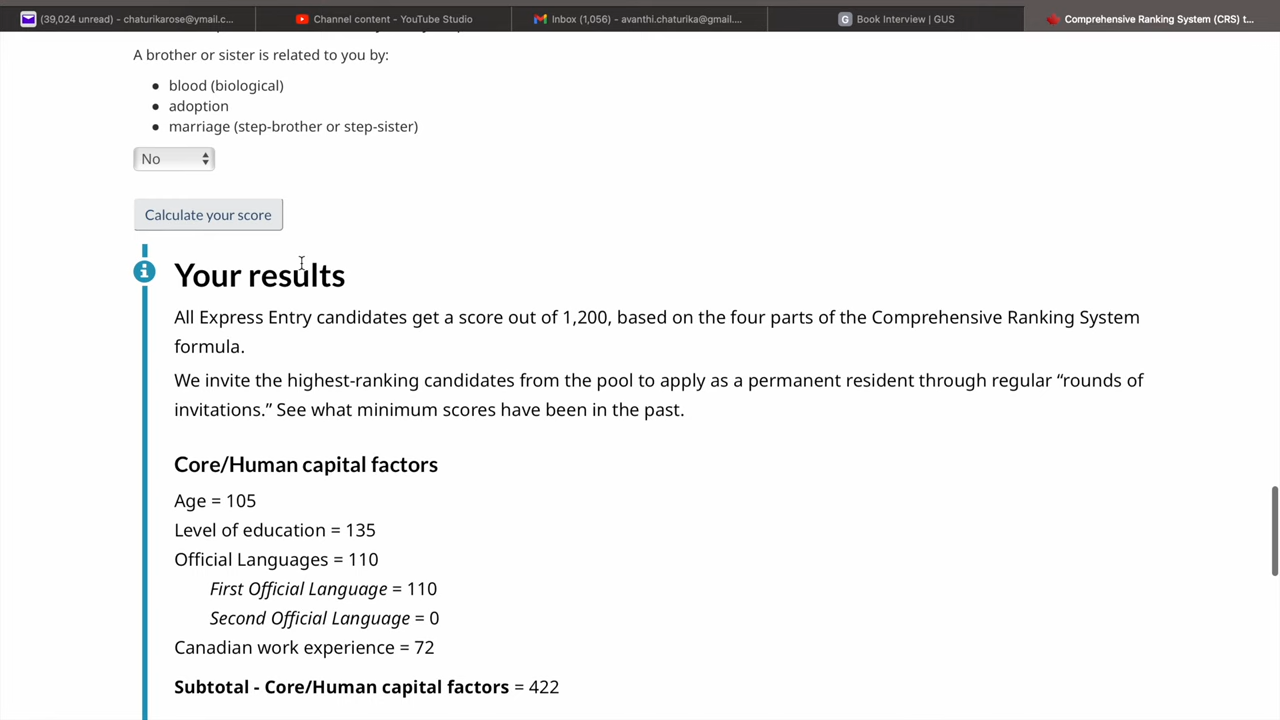 (39,024 unread) - chaturikarose@ymail.c...
Channel content - YouTube Studio
Inbox (1,056) - avanthi.chaturika@gmail....
Book Interview | GUS
Comprehensive Ranking System (CRS) t...
A brother or sister is related to you by:
● blood (biological)
● adoption
● marriage (step-brother or step-sister)
No
Calculate your score
Your results
All Express Entry candidates get a score out of 1,200, based on the four parts of the Comprehensive Ranking System
formula.
We invite the highest-ranking candidates from the pool to apply as a permanent resident through regular “rounds of
invitations.” See what minimum scores have been in the past.
Core/Human capital factors
Age = 105
Level of education = 135
Official Languages = 110
First Official Language = 110
Second Official Language = 0
Canadian work experience = 72
Subtotal - Core/Human capital factors = 422